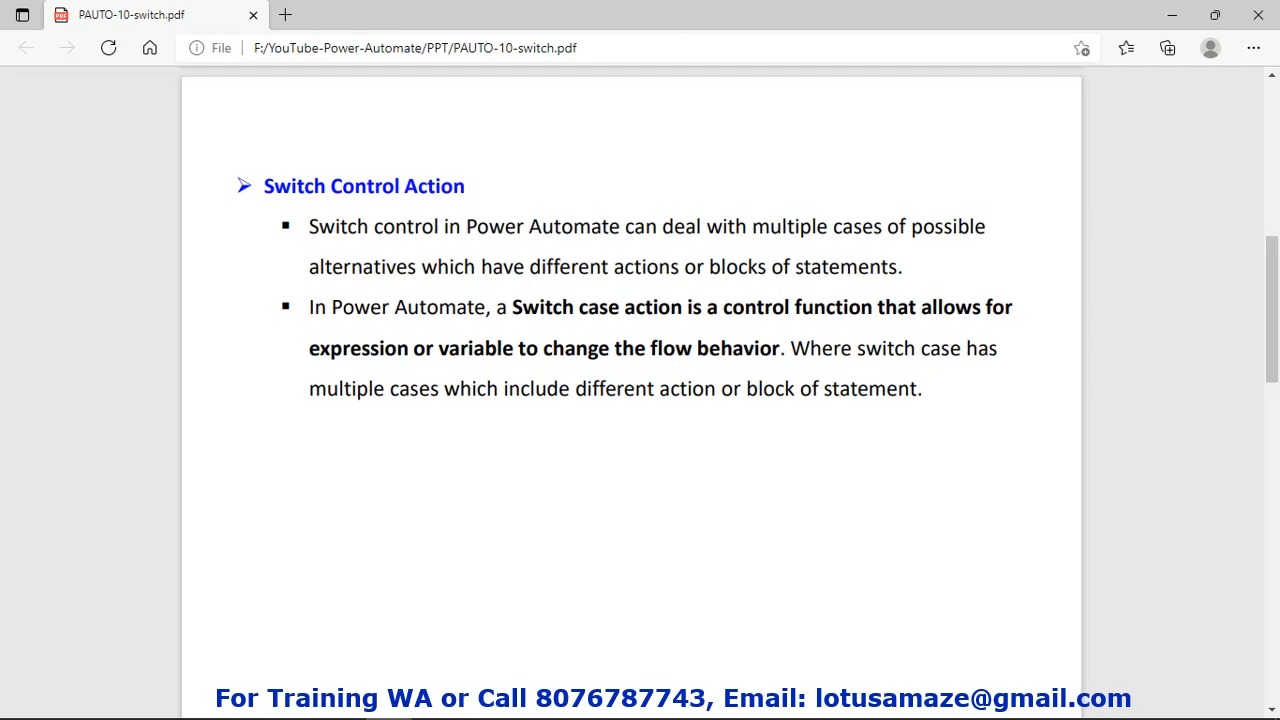 PAUTO-10-switch.pdf
File F:/YouTube-Power-Automate/PPT/PAUTO-10-switch.pdf
Switch Control Action
Switch control in Power Automate can deal with multiple cases of possible
alternatives which have different actions or blocks of statements.
In Power Automate, a Switch case action is a control function that allows for
expression or variable to change the flow behavior. Where switch case has
multiple cases which include different action or block of statement.
For Training WA or Call 8076787743, Email: lotusamaze@gmail.com